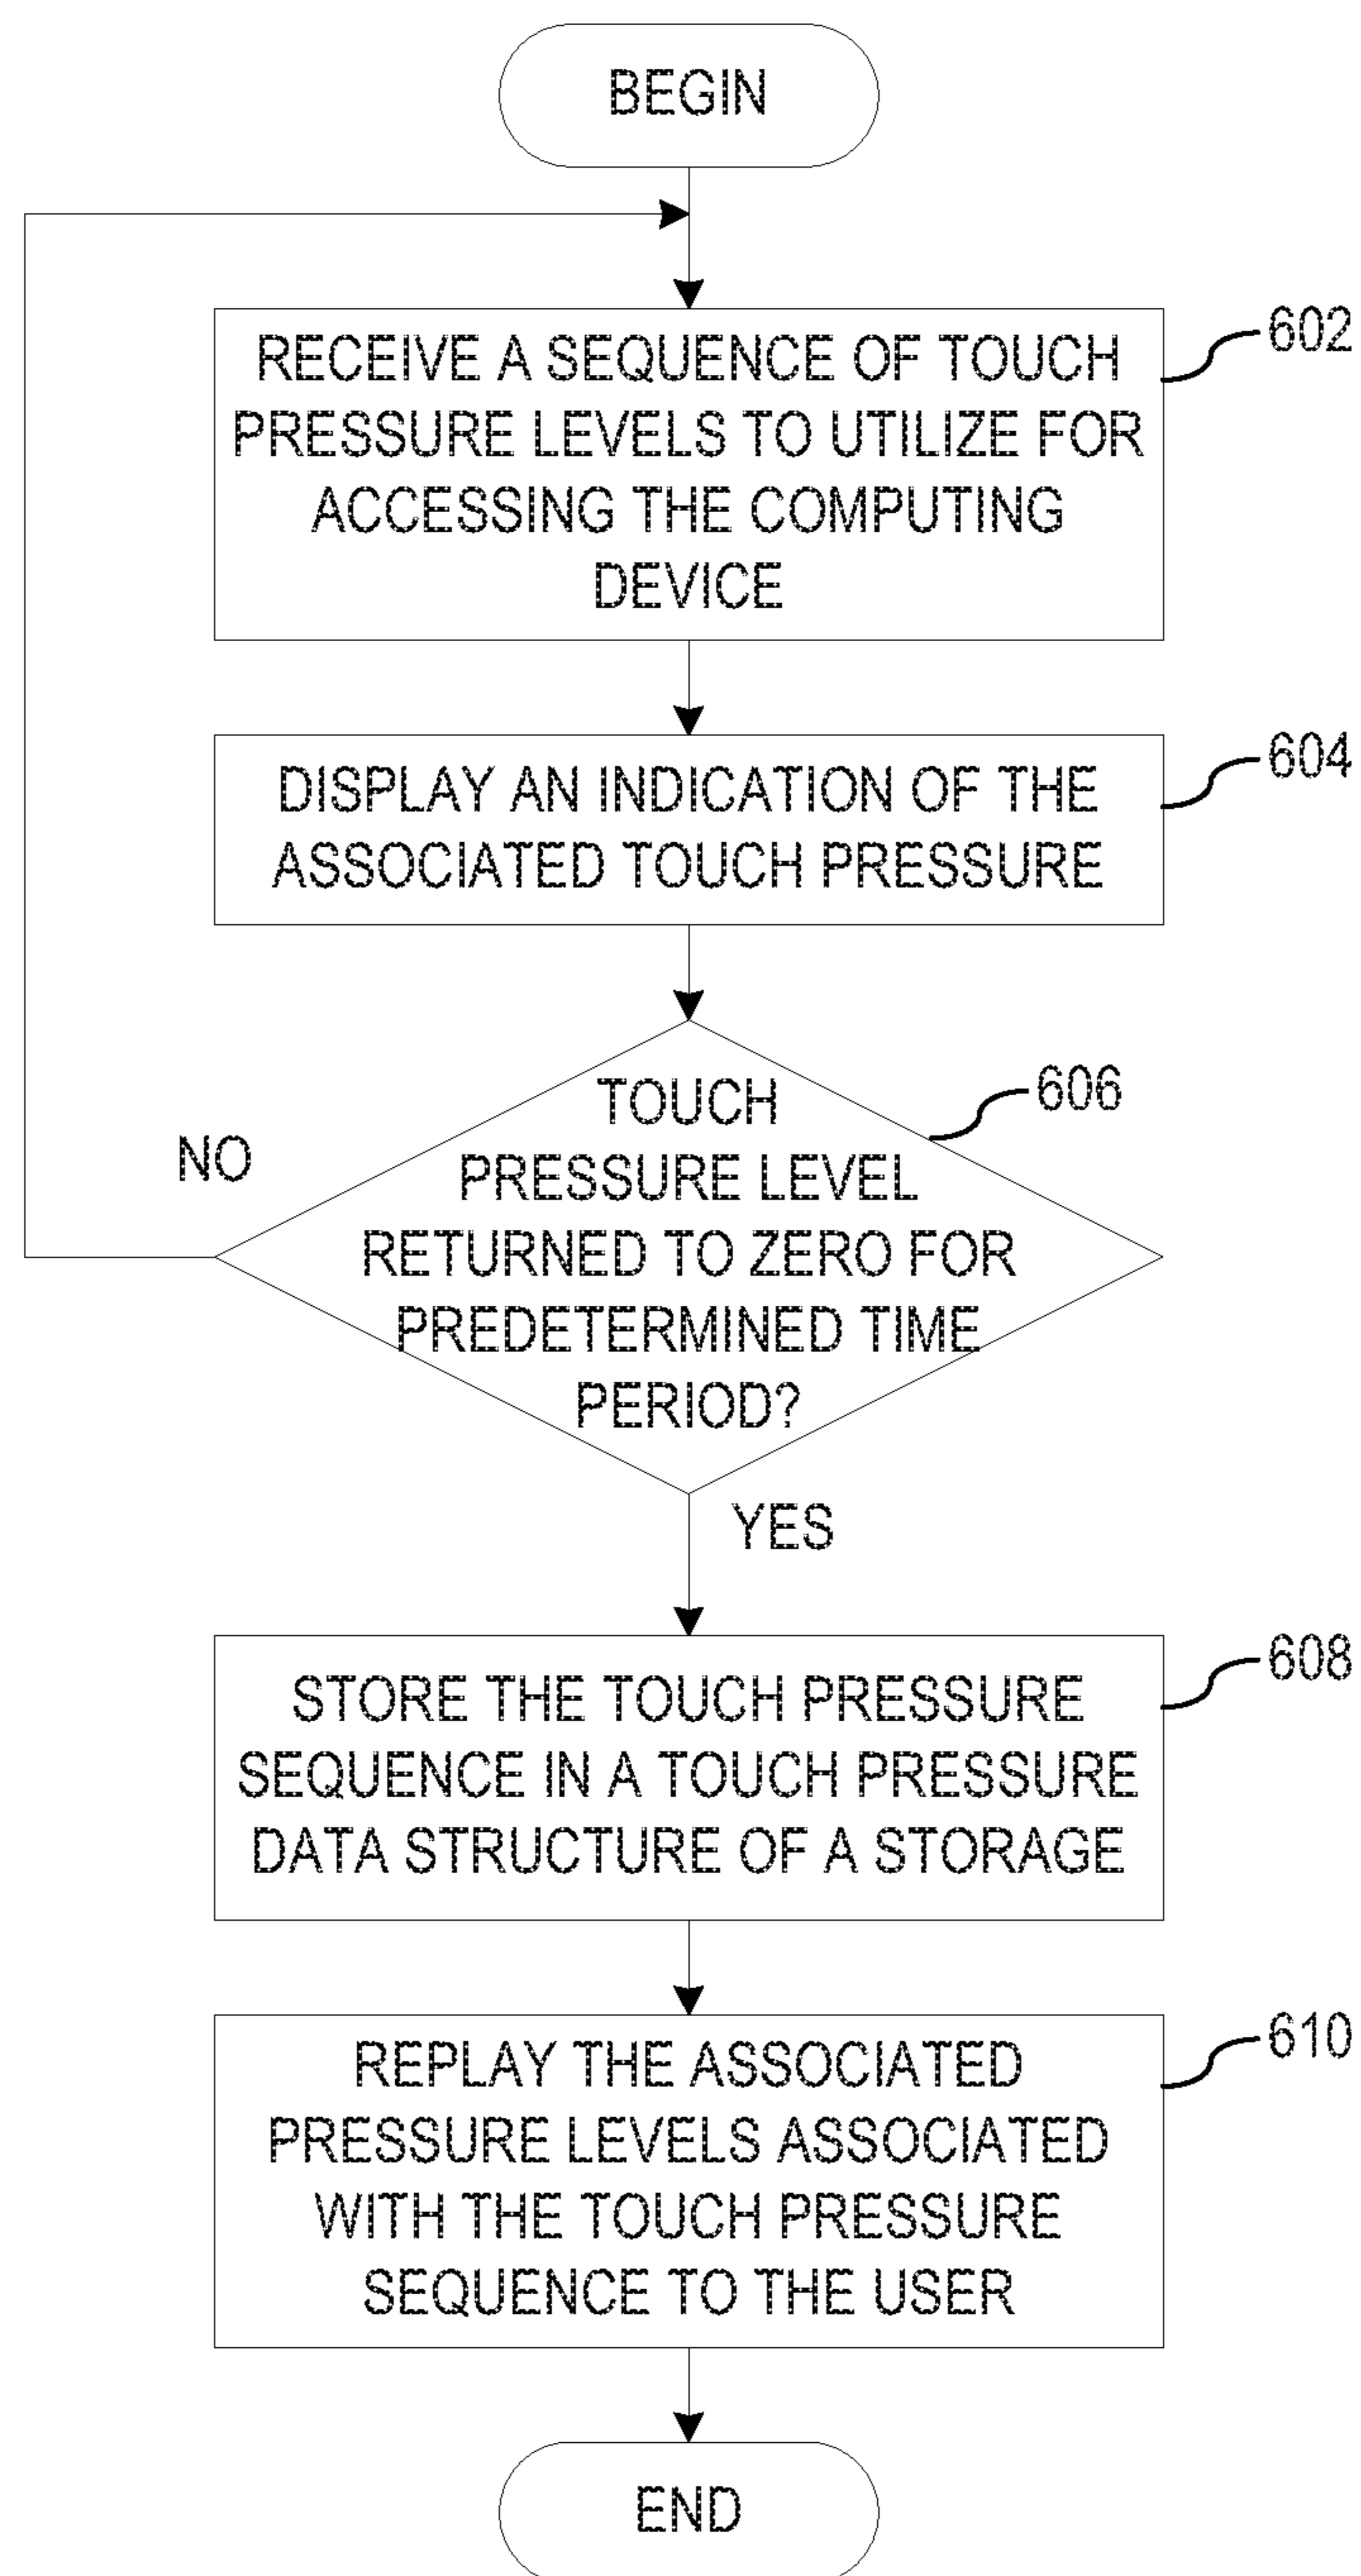 BEGIN
RECEIVE A SEQUENCE OF TOUCH
PRESSURE LEVELS TO UTILIZE FOR
ACCESSING THE COMPUTING
DEVICE
602
DISPLAY AN INDICATION OF THE
ASSOCIATED TOUCH PRESSURE
604
TOUCH
PRESSURE LEVEL
RETURNED TO ZERO FOR
PREDETERMINED TIME
PERIOD?
606
NO
YES
STORE THE TOUCH PRESSURE
SEQUENCE IN A TOUCH PRESSURE
DATA STRUCTURE OF A STORAGE
608
REPLAY THE ASSOCIATED
PRESSURE LEVELS ASSOCIATED
WITH THE TOUCH PRESSURE
SEQUENCE TO THE USER
610
END